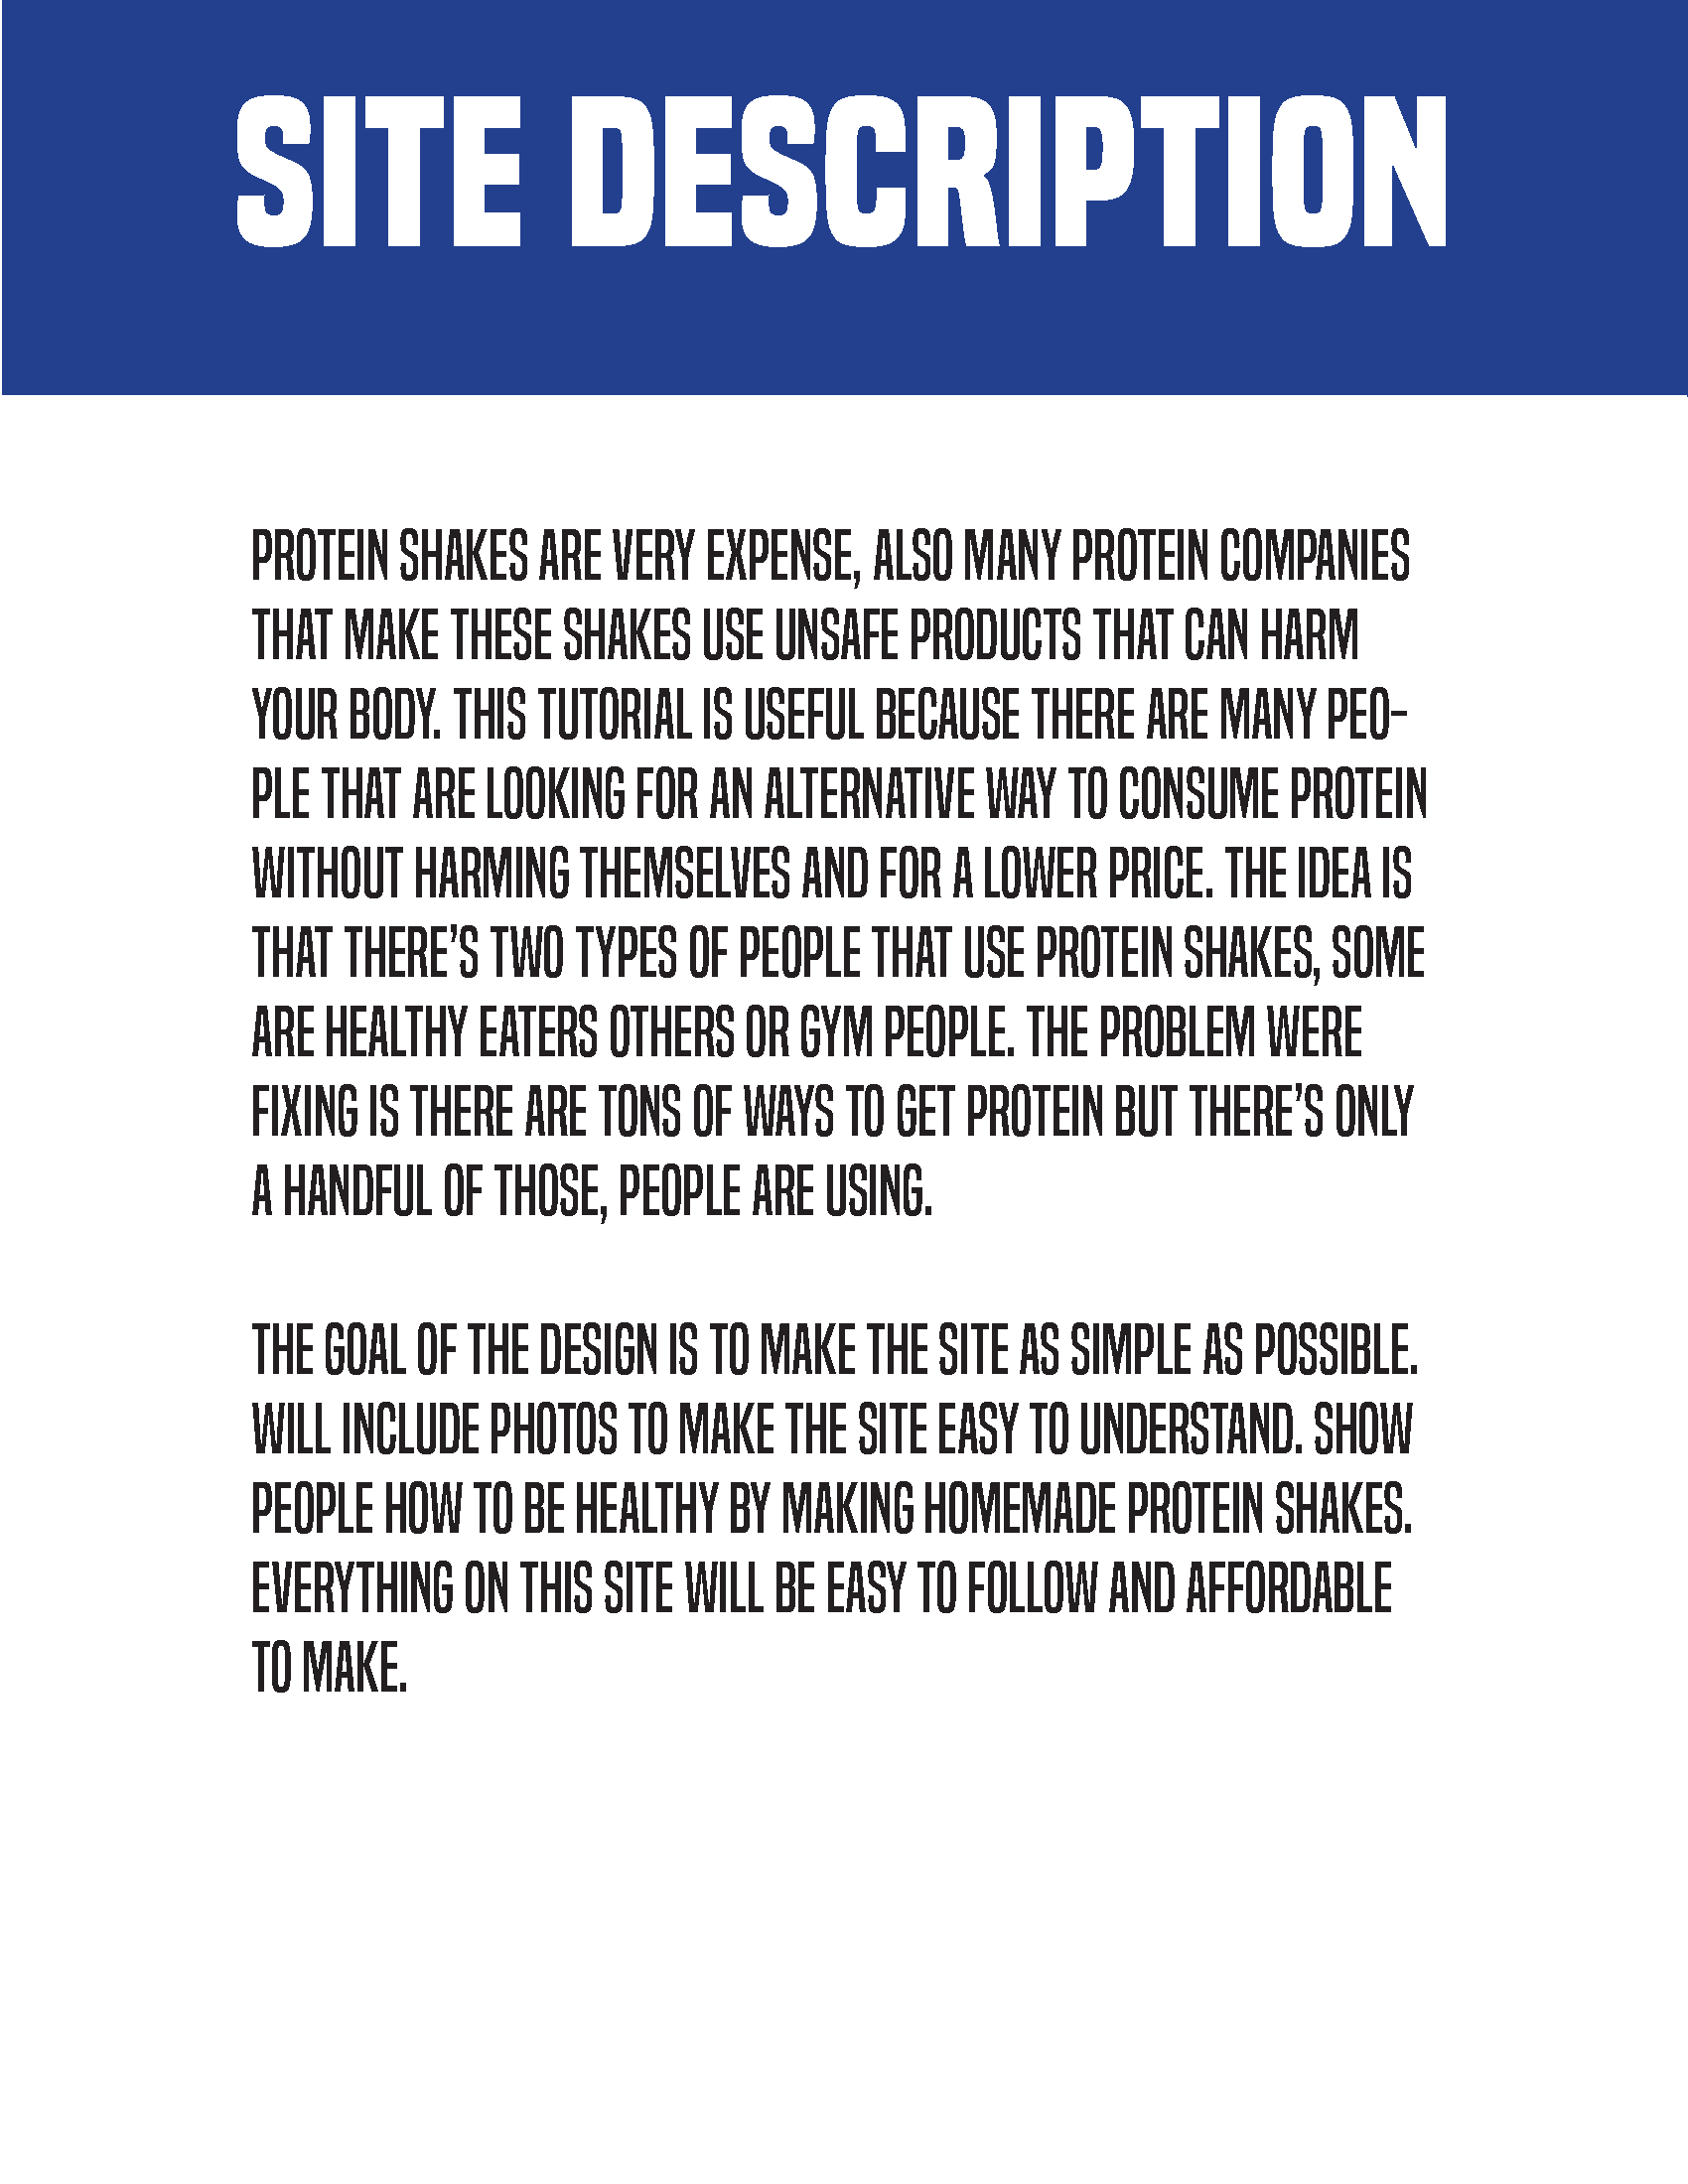 SITE DESCRIPTION
PROTEIN SHAKES ARE VERY EXPENSE, ALSO MANY PROTEIN COMPANIES
THAT MAKE THESE SHAKES USE UNSAFE PRODUCTS THAT CAN HARM
YOUR BODY. THIS TUTORIAL IS USEFUL BECAUSE THERE ARE MANY PEO-
PLE THAT ARE LOOKING FOR AN ALTERNATIVE WAY TO CONSUME PROTEIN
WITHOUT HARMING THEMSELVES AND FOR A LOWER PRICE. THE IDEA IS
THAT THERE’S TWO TYPES OF PEOPLE THAT USE PROTEIN SHAKES, SOME
ARE HEALTHY EATERS OTHERS OR GYM PEOPLE. THE PROBLEM WERE
FIXING IS THERE ARE TONS OF WAYS TO GET PROTEIN BUT THERE’S ONLY
A HANDFUL OF THOSE, PEOPLE ARE USING.
THE GOAL OF THE DESIGN IS TO MAKE THE SITE AS SIMPLE AS POSSIBLE.
WILL INCLUDE PHOTOS TO MAKE THE SITE EASY TO UNDERSTAND. SHOW
PEOPLE HOW TO BE HEALTHY BY MAKING HOMEMADE PROTEIN SHAKES.
EVERYTHING ON THIS SITE WILL BE EASY TO FOLLOW AND AFFORDABLE
TO MAKE.